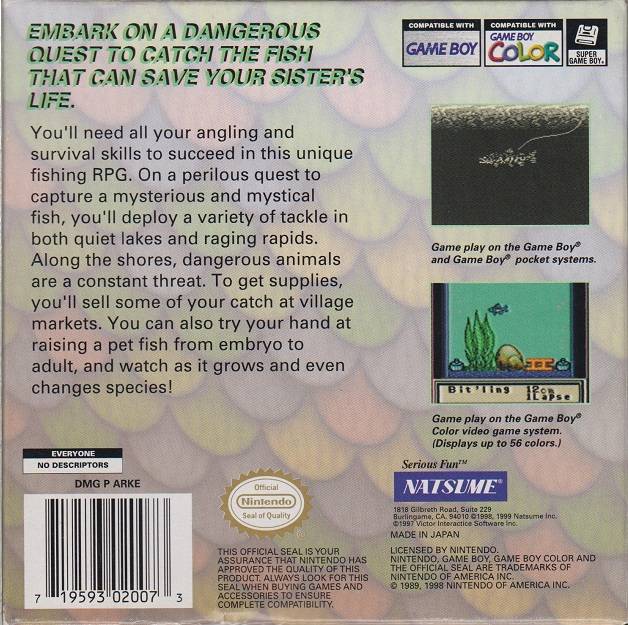 EMBARK ON A DANGEROUS
QUEST TO CATCH THE FISH
THAT CAN SAVE YOUR SISTER'S
LIFE.
You'll need all your angling and
survival skills to succeed in this unique
fishing RPG. On a perilous quest to
capture a mysterious and mystical
fish, you'll deploy a variety of tackle in
both quiet lakes and raging rapids.
Along the shores, dangerous animals
are a constant threat. To get supplies,
you'll sell some of your catch at village
markets. You can also try your hand at
raising a pet fish from embryo to
adult, and watch as it grows and even
changes species!
COMPATIBLE WITH
GAME BOY
COMPATIBLE WITH
GAME BOY
COLOR
SUPER
GAME BOY®
Game play on the Game Boy®
and Game Boy® pocket systems.
Bit'ling 12cm
1Lapse
Game play on the Game Boy®
Color video game system.
(Displays up to 56 colors.)
EVERYONE
NO DESCRIPTORS
DMG P ARKE
7 19593 02007 3
Official
Nintendo
Seal of Quality
THIS OFFICIAL SEAL IS YOUR
ASSURANCE THAT NINTENDO HAS
APPROVED THE QUALITY OF THIS
PRODUCT. ALWAYS LOOK FOR THIS
SEAL WHEN BUYING GAMES AND
ACCESSORIES TO ENSURE
COMPLETE COMPATIBILITY.
Serious Fun™
NATSUME®
1818 Gilbreth Road, Suite 229
Burlingame, CA. 94010 ©1998, 1999 Natsume Inc.
©1997 Victor Interactice Software Inc.
MADE IN JAPAN
LICENSED BY NINTENDO.
NINTENDO, GAME BOY, GAME BOY COLOR AND
THE OFFICIAL SEAL ARE TRADEMARKS OF
NINTENDO OF AMERICA INC.
© 1989, 1998 NINTENDO OF AMERICA INC.